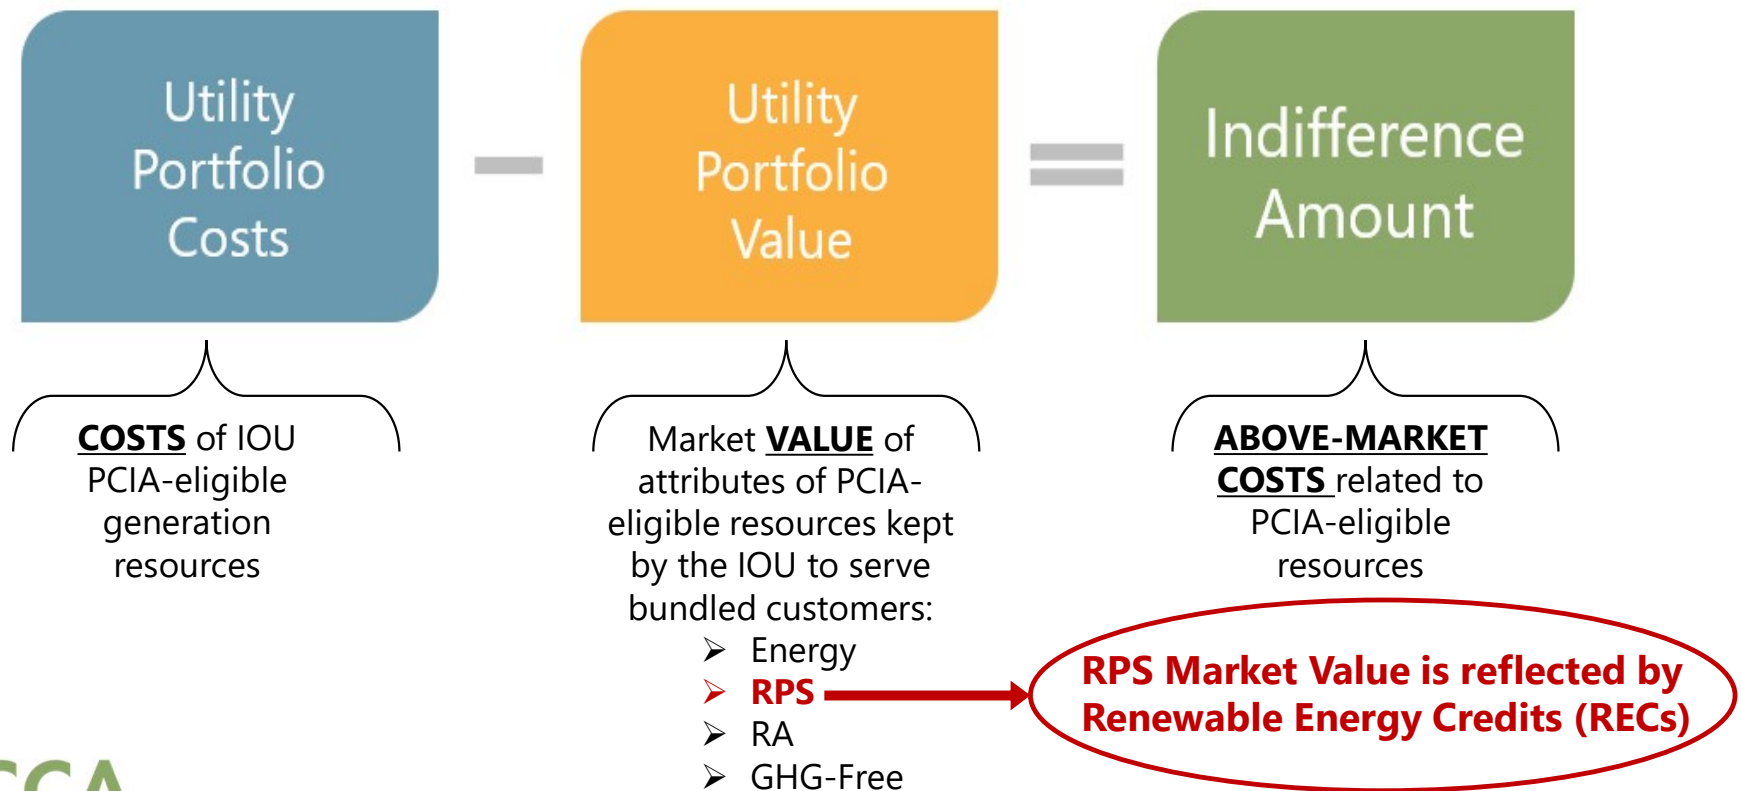 Utility
Portfolio
Costs
Utility
Portfolio
Value
Indifference
Amount
COSTS of IOU
PCIA-eligible
generation
resources
Market VALUE of
attributes of PCIA-
eligible resources kept
by the IOU to serve
bundled customers:
➢ Energy
➢ RPS
➢ RA
➢ GHG-Free
ABOVE-MARKET
COSTS related to
PCIA-eligible
resources
RPS Market Value is reflected by
Renewable Energy Credits (RECs)